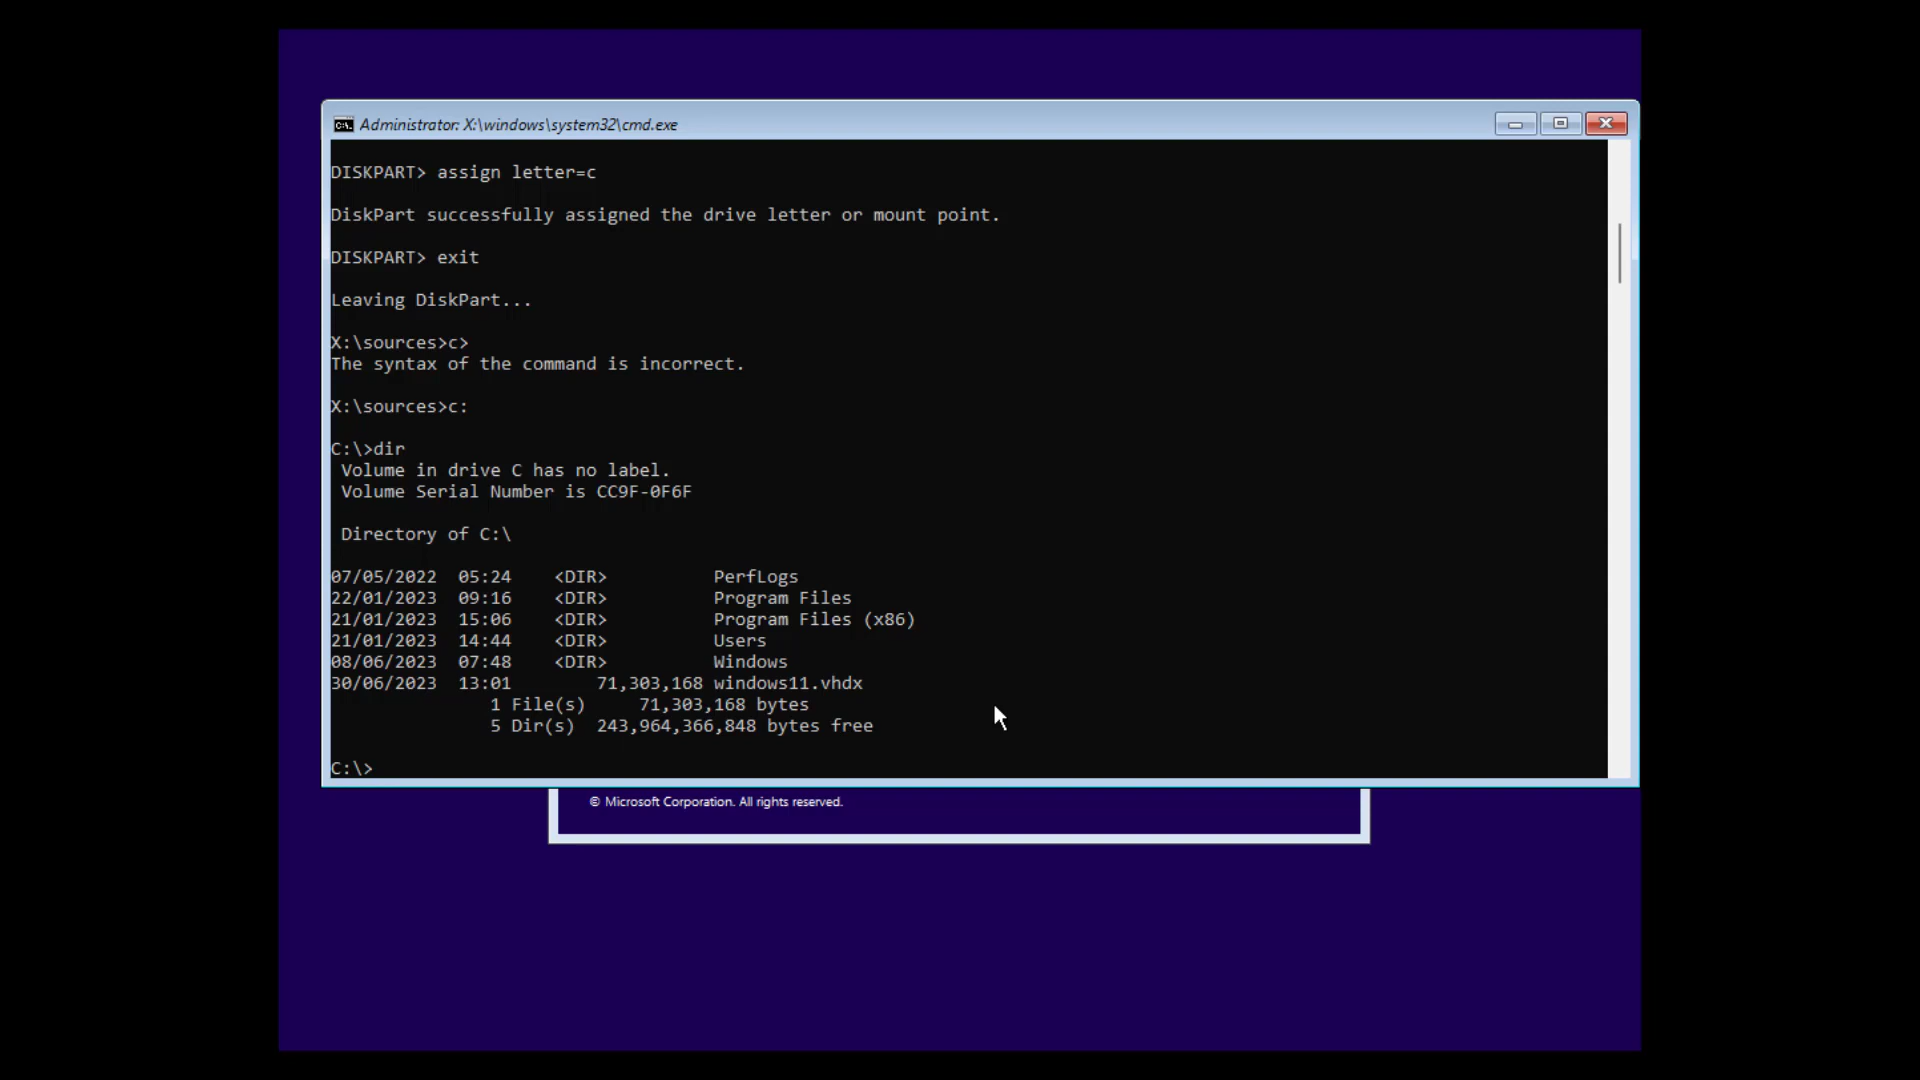 Administrator: X:\windows\system32\cmd.exe
DISKPART> assign letter=c
DiskPart successfully assigned the drive letter or mount point.
DISKPART> exit
Leaving DiskPart...
X:\sources>c>
The syntax of the command is incorrect.
X:\sources>c:
C:\>dir
 Volume in drive C has no label.
 Volume Serial Number is CC9F-0F6F
 Directory of C:\
07/05/2022  05:24    <DIR>          PerfLogs
22/01/2023  09:16    <DIR>          Program Files
21/01/2023  15:06    <DIR>          Program Files (x86)
21/01/2023  14:44    <DIR>          Users
08/06/2023  07:48    <DIR>          Windows
30/06/2023  13:01        71,303,168 windows11.vhdx
               1 File(s)     71,303,168 bytes
               5 Dir(s)  243,964,366,848 bytes free
C:\>
© Microsoft Corporation. All rights reserved.